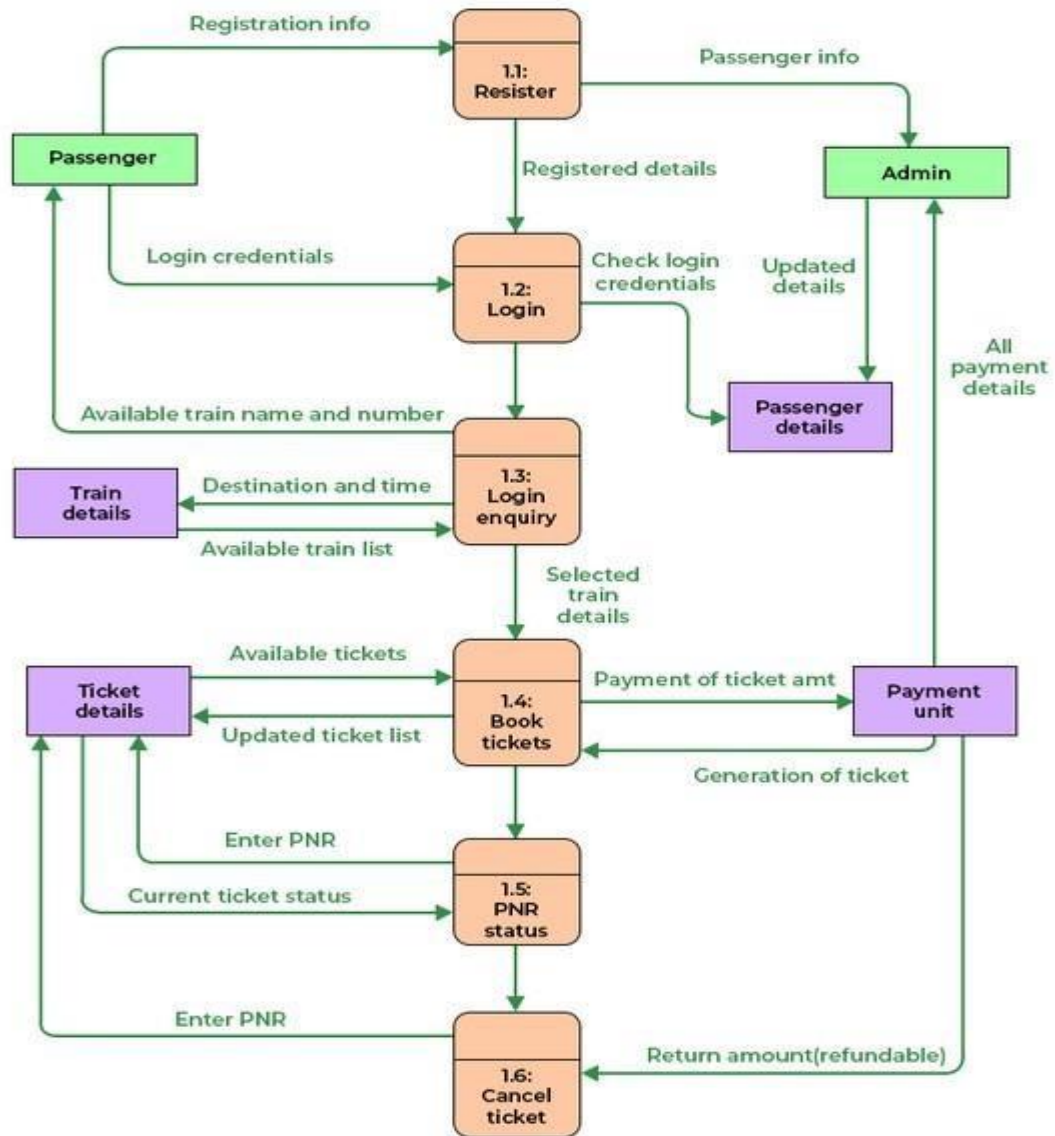 Registration info
1.1:
Resister
Passenger info
Passenger
Registered details
Admin
Login credentials
1.2:
Login
Check login
credentials
Updated
details
All
payment
details
Available train name and number
Passenger
details
Train
details
Destination and time
1.3:
Login
enquiry
Available train list
Selected
train
details
Available tickets
Ticket
details
1.4:
Book
tickets
Payment of ticket amt
Payment
unit
Updated ticket list
Generation of ticket
Enter PNR
Current ticket status
1.5:
PNR
status
Enter PNR
Return amount(refundable)
1.6:
Cancel
ticket